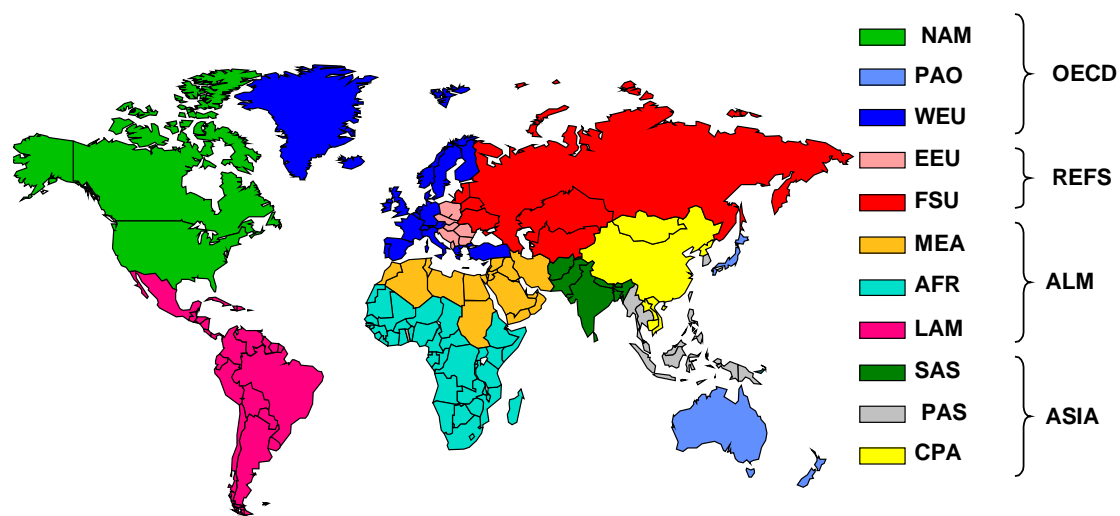 NAM
PAO
WEU
OECD
EEU
FSU
REFS
MEA
AFR
LAM
ALM
SAS
PAS
CPA
ASIA